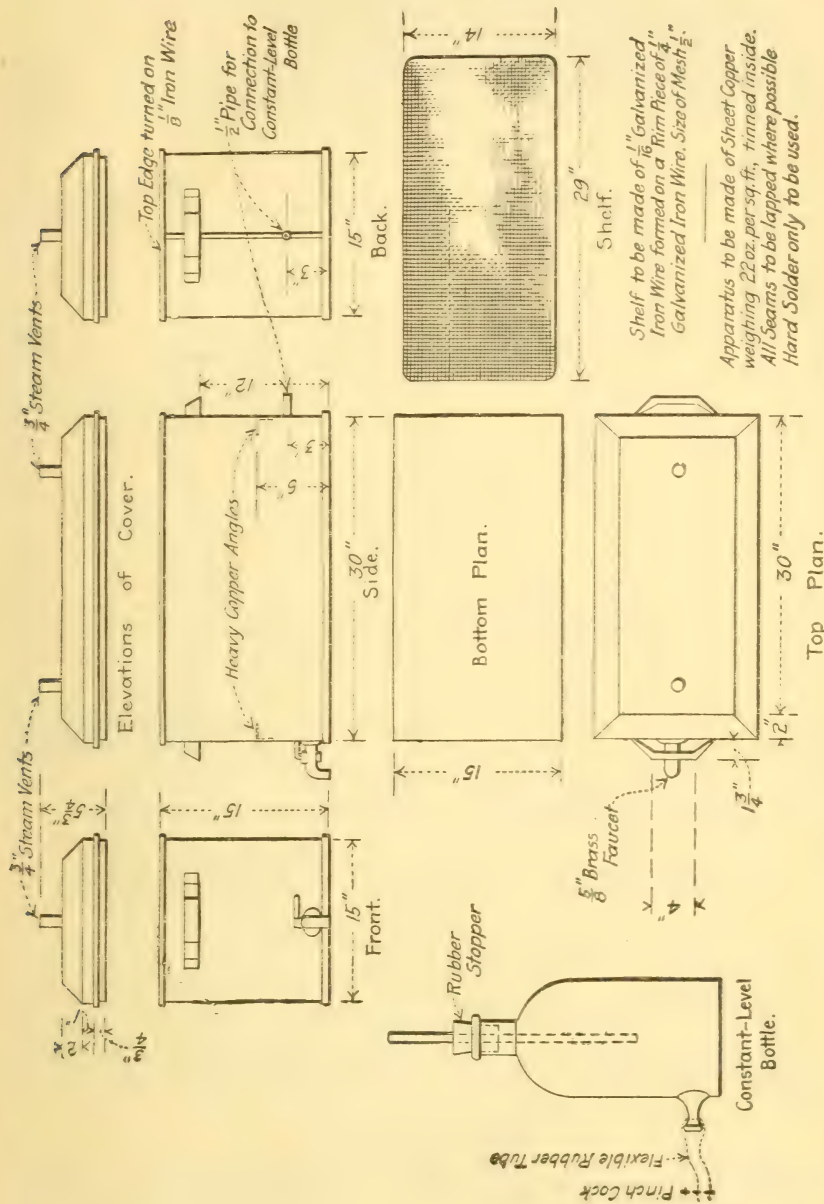 3/4" Steam Vents
3/4" Steam Vents
Elevations of Cover.
5 3/4"
3/4"
1"
2"
Top Edge turned on
1/8" Iron Wire
1/2" Pipe for
Connection to
Constant-Level
Bottle
15"
15"
Front.
Heavy Copper Angles
12"
3"
30"
Side.
3"
15"
Back.
15"
Bottom Plan.
14"
29"
Shelf.
Shelf to be made of 1/16" Galvanized
Iron Wire formed on a Rim Piece of 1/4"
Galvanized Iron Wire, Size of Mesh 1/2".
Apparatus to be made of Sheet Copper
weighing 22 oz. per sq. ft., tinned inside.
All Seams to be lapped where possible
Hard Solder only to be used.
Rubber
Stopper
Flexible Rubber Tube
Pinch Cock
Constant-Level
Bottle.
5/8" Brass
Faucet
4"
1 3/4"
2"
30"
Top Plan.